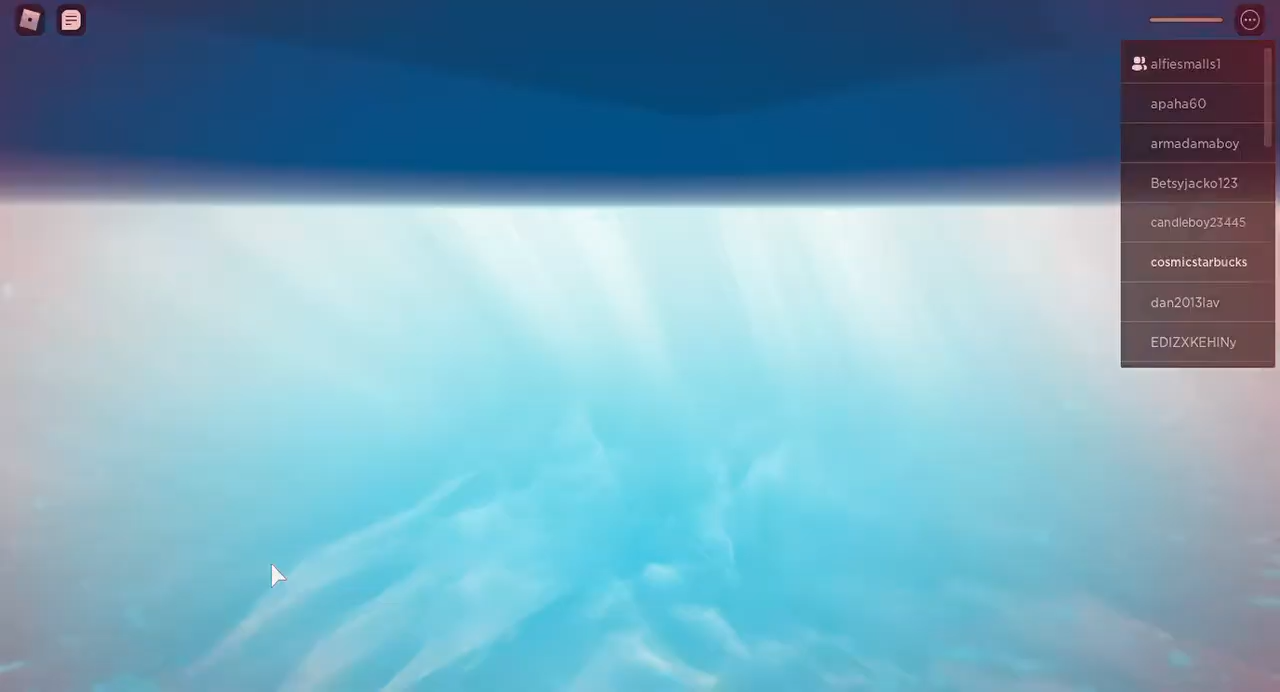 alfiesmalls1
apaha60
armadamaboy
Betsyjacko123
candleboy23445
cosmicstarbucks
dan2013lav
EDIZXKEHINy